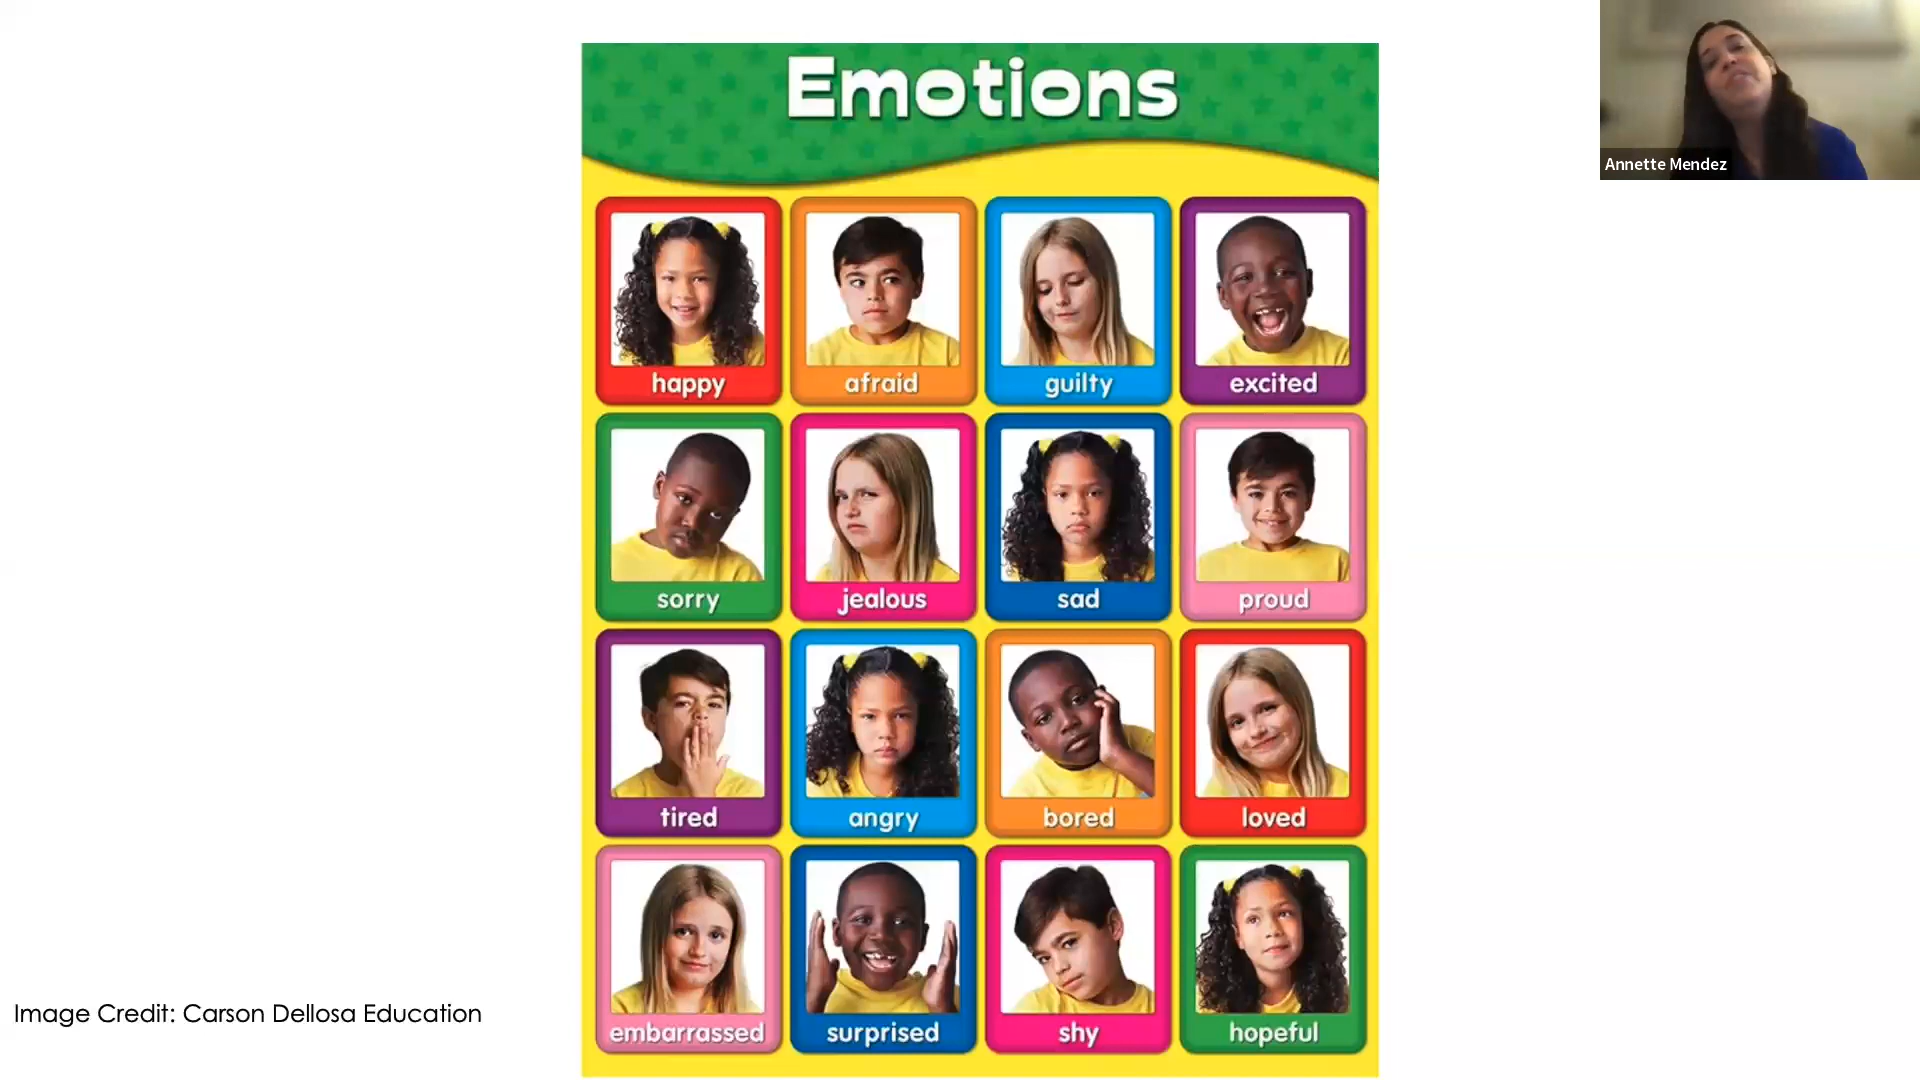 Emotions
Annette Mendez
happy
afraid
guilty
excited
sorry
jealous
sad
proud
tired
angry
bored
loved
embarrassed
surprised
shy
hopeful
Image Credit: Carson Dellosa Education